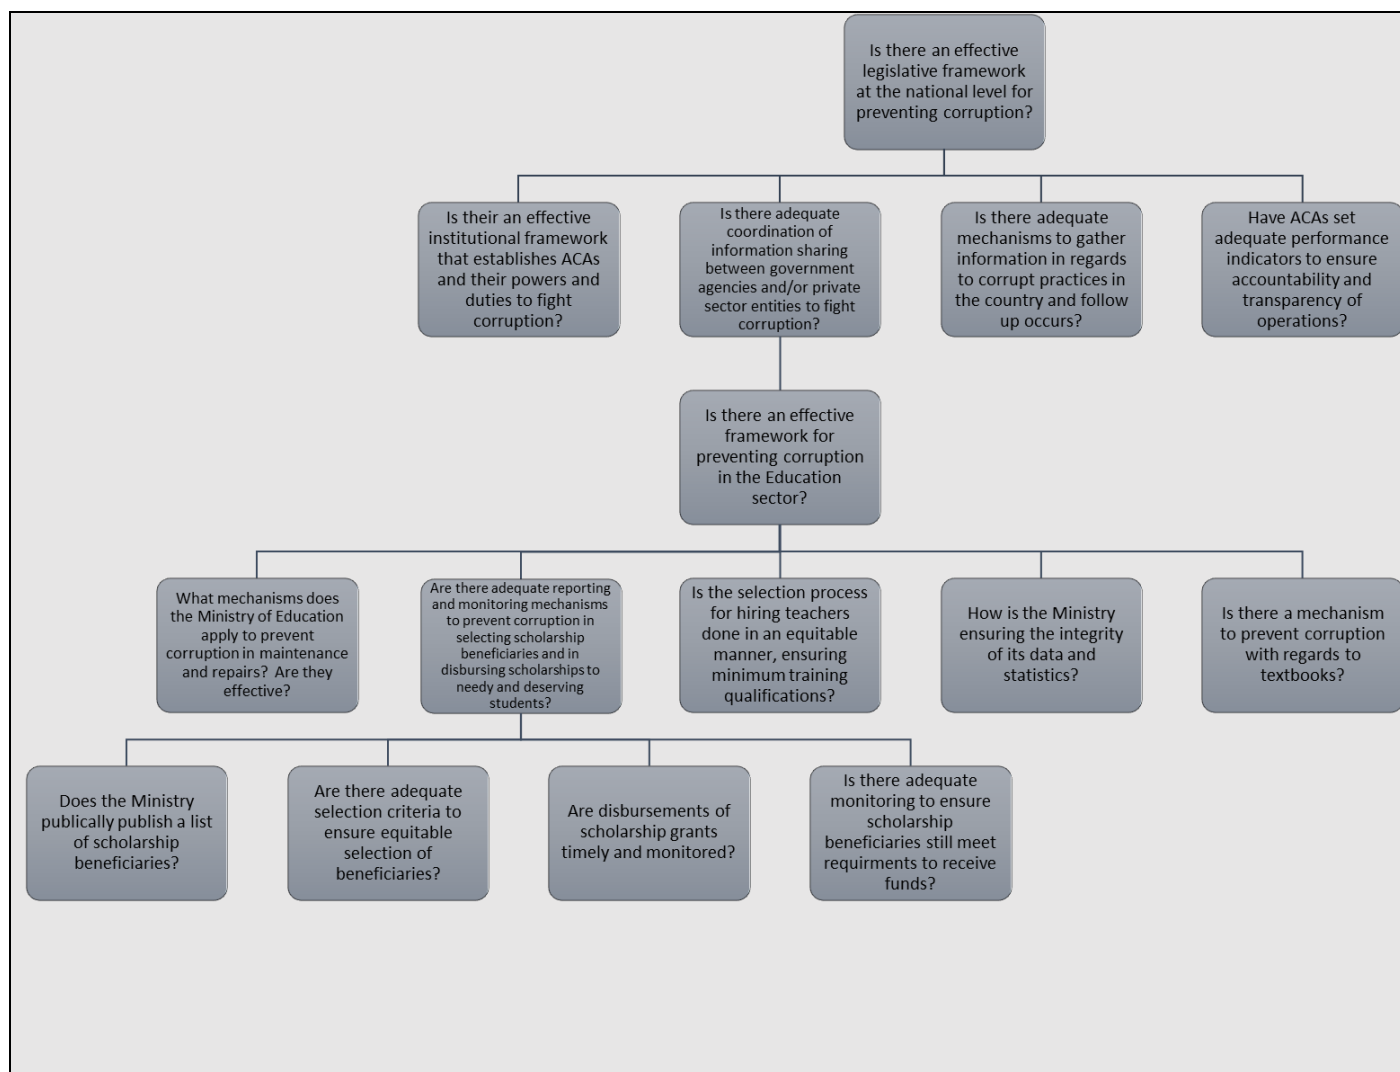 Is there an effective
legislative framework
at the national level for
preventing corruption?
Is their an effective
institutional framework
that establishes ACAs
and their powers and
duties to fight
corruption?
Is there adequate
coordination of
information sharing
between government
agencies and/or private
sector entities to fight
corruption?
Is there adequate
mechanisms to gather
information in regards
to corrupt practices in
the country and follow
up occurs?
Have ACAs set
adequate performance
indicators to ensure
accountability and
transparency of
operations?
Is there an effective
framework for
preventing corruption
in the Education
sector?
What mechanisms does
the Ministry of Education
apply to prevent
corruption in maintenance
and repairs?  Are they
effective?
Are there adequate reporting
and monitoring mechanisms
to prevent corruption in
selecting scholarship
beneficiaries and in
disbursing scholarships to
needy and deserving
students?
Is the selection process
for hiring teachers
done in an equitable
manner, ensuring
minimum training
qualifications?
How is the Ministry
ensuring the integrity
of its data and
statistics?
Is there a mechanism
to prevent corruption
with regards to
textbooks?
Does the Ministry
publically publish a list
of scholarship
beneficiaries?
Are there adequate
selection criteria to
ensure equitable
selection of
beneficiaries?
Are disbursements of
scholarship grants
timely and monitored?
Is there adequate
monitoring to ensure
scholarship
beneficiaries still meet
requirments to receive
funds?